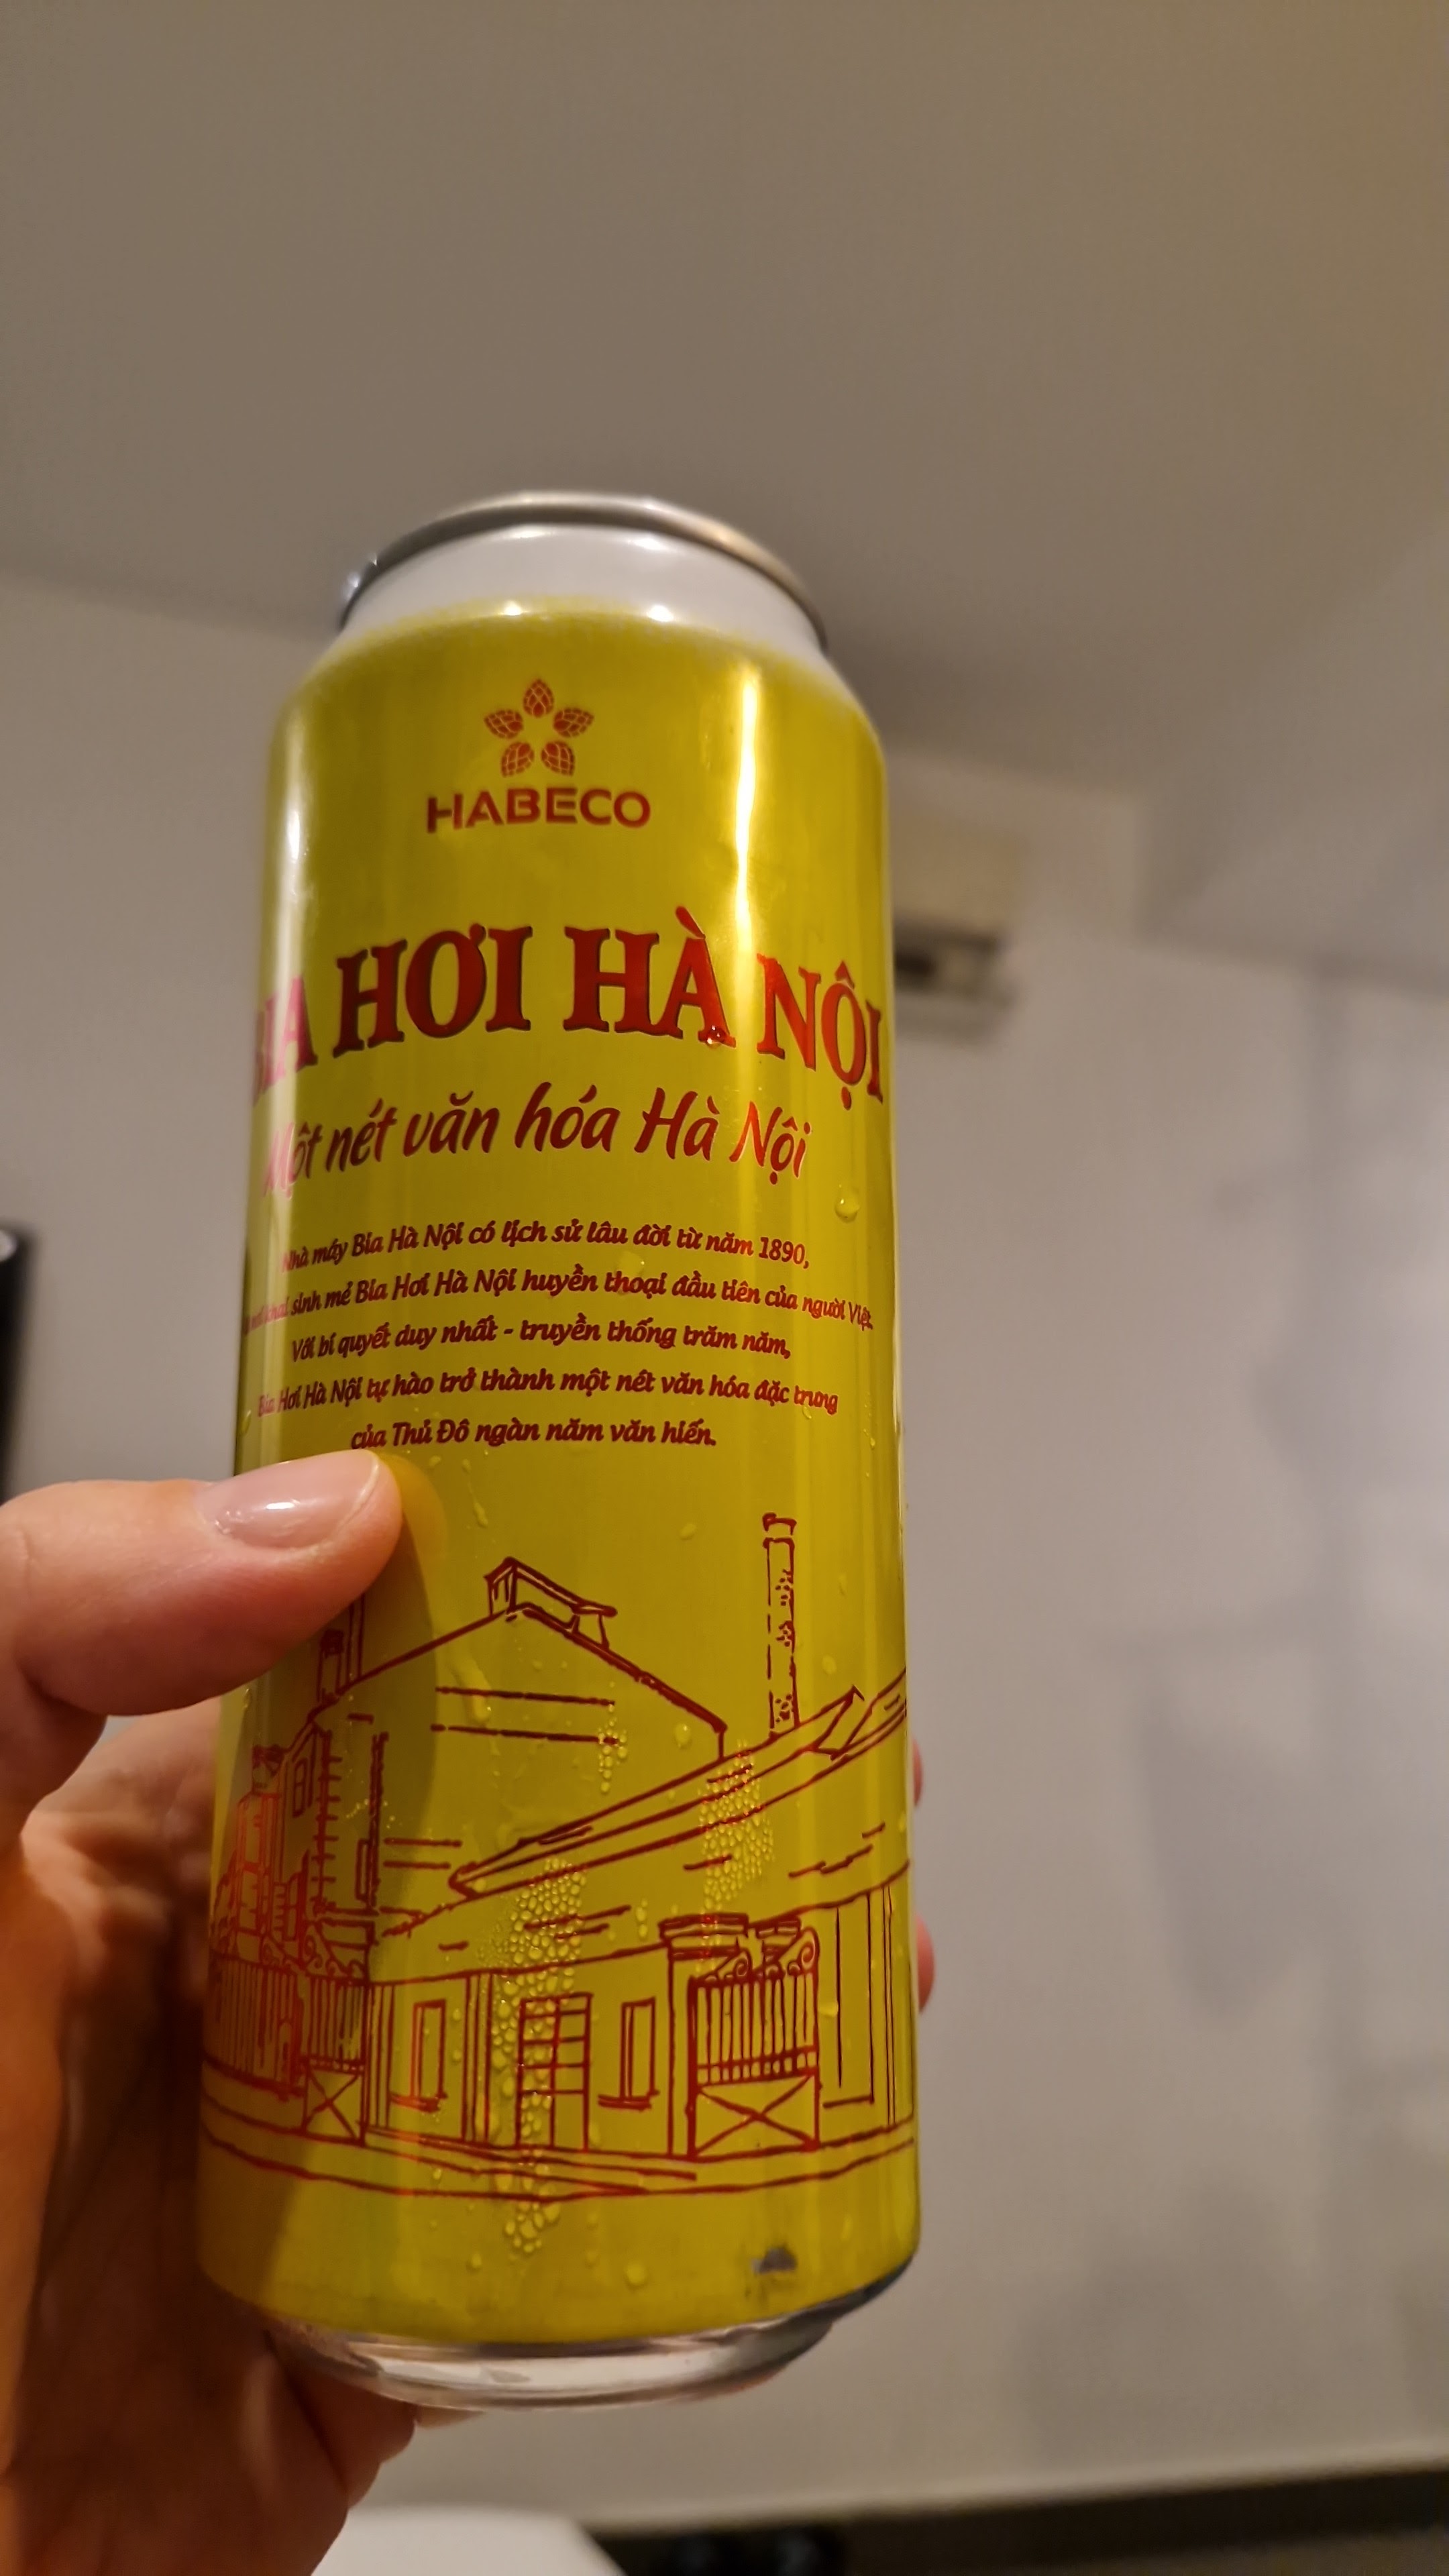 HABECO
BIA HƠI HÀ NỘI
Một nét văn hóa Hà Nội
Nhà máy Bia Hà Nội có lịch sử lâu đời từ năm 1890,
khai sinh mẻ Bia Hơi Hà Nội huyền thoại đầu tiên của người Việt.
Với bí quyết duy nhất - truyền thống trăm năm,
Bia Hơi Hà Nội tự hào trở thành một nét văn hóa đặc trưng
của Thủ Đô ngàn năm văn hiến.